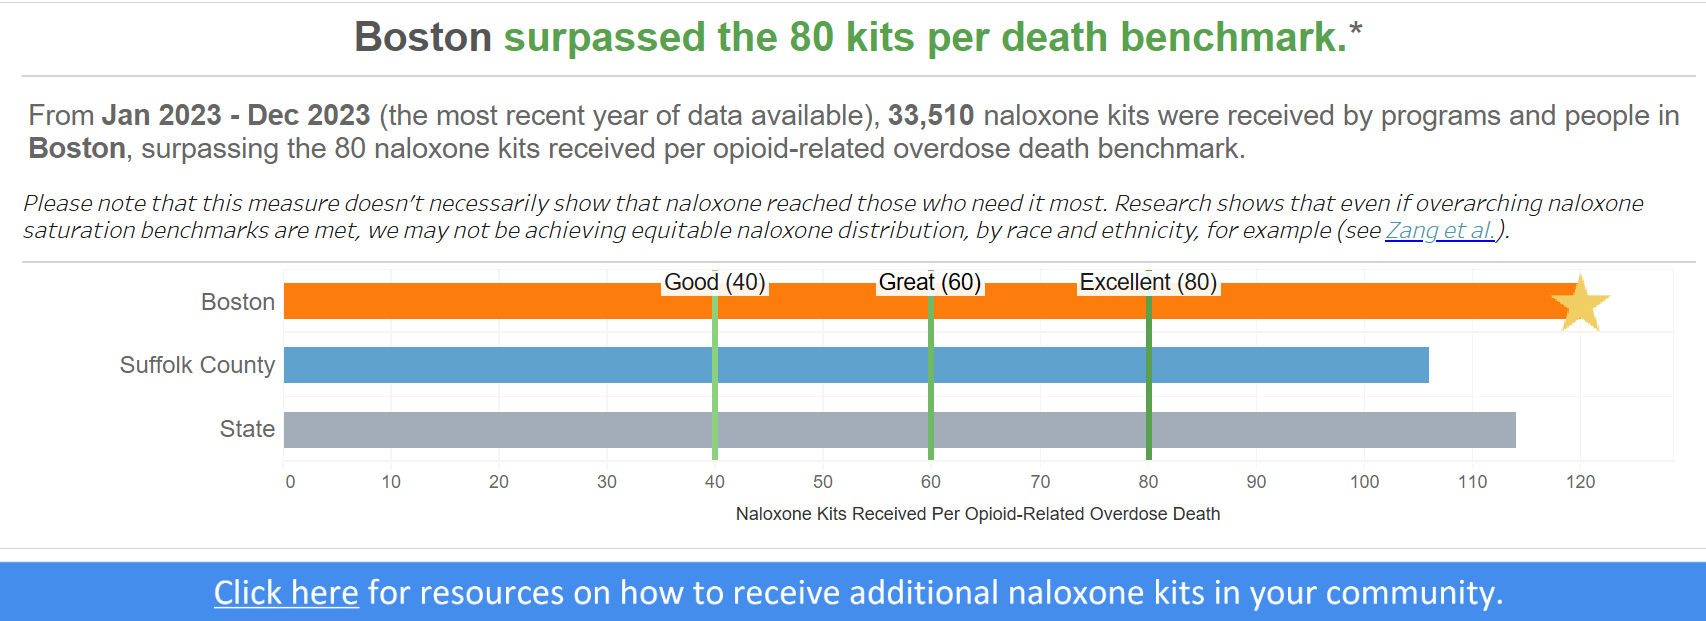 Boston surpassed the 80 kits per death benchmark.*
From Jan 2023 - Dec 2023 (the most recent year of data available), 33,510 naloxone kits were received by programs and people in
Boston, surpassing the 80 naloxone kits received per opioid-related overdose death benchmark.
Please note that this measure doesn't necessarily show that naloxone reached those who need it most. Research shows that even if overarching naloxone
saturation benchmarks are met, we may not be achieving equitable naloxone distribution, by race and ethnicity, for example (see Zang et al.).
Good (40) Great (60) Excellent (80)
Boston
Suffolk County
State
0 10 20 30 40 50 60 70 80 90 100 110 120
Naloxone Kits Received Per Opioid-Related Overdose Death
Click here for resources on how to receive additional naloxone kits in your community.